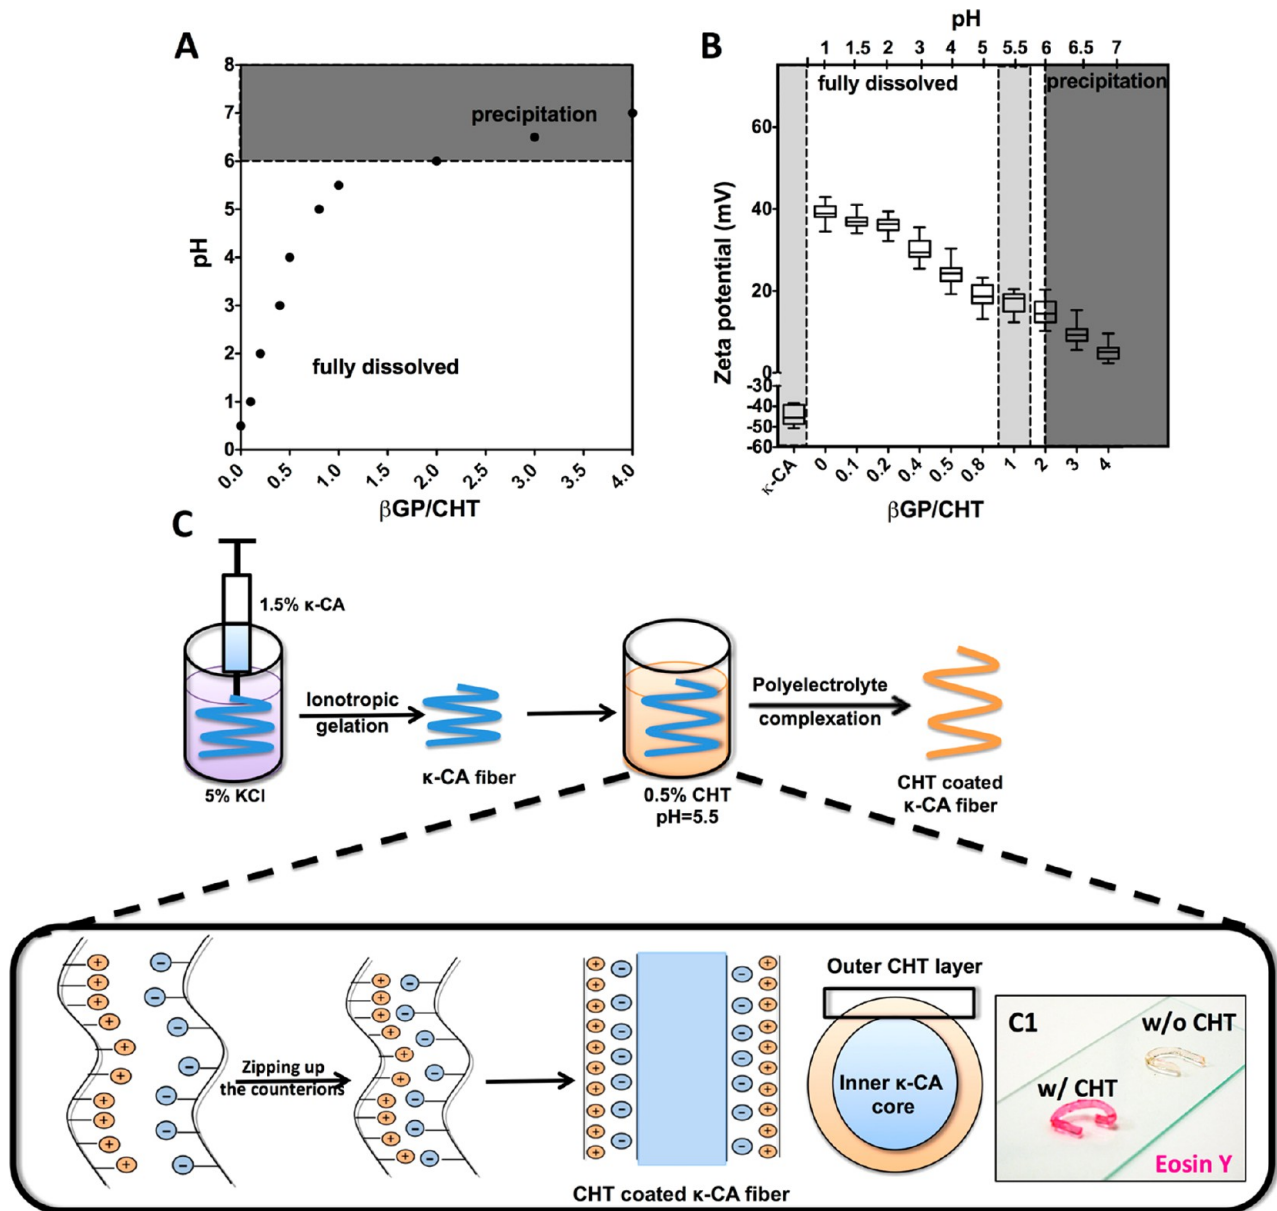 A
8
7
6
5
4
3
2
1
0
precipitation
fully dissolved
pH
0.0 0.5 1.0 1.5 2.0 2.5 3.0 3.5 4.0
βGP/CHT
B
pH
1 1.5 2 3 4 5 5.5 6 6.5 7
fully dissolved
precipitation
Zeta potential (mV)
60
40
20
0
-30
-40
-50
-60
κ-CA 0 0.1 0.2 0.4 0.5 0.8 1 2 3 4
βGP/CHT
C
1.5% κ-CA
5% KCl
Ionotropic
gelation
κ-CA fiber
0.5% CHT
pH=5.5
Polyelectrolyte
complexation
CHT coated
κ-CA fiber
Zipping up
the counterions
CHT coated κ-CA fiber
Outer CHT layer
Inner κ-CA
core
C1
w/o CHT
w/ CHT
Eosin Y